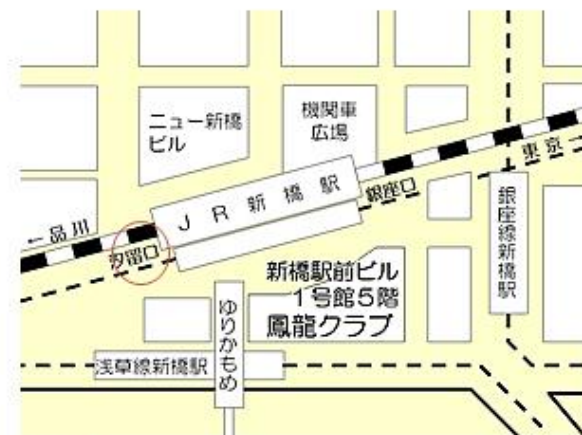 ニュー新橋
ビル
機関車
広場
東京→
ＪＲ新橋駅
銀座口
←品川
汐留口
銀座線新橋駅
新橋駅前ビル
１号館５階
鳳龍クラブ
ゆりかもめ
浅草線新橋駅